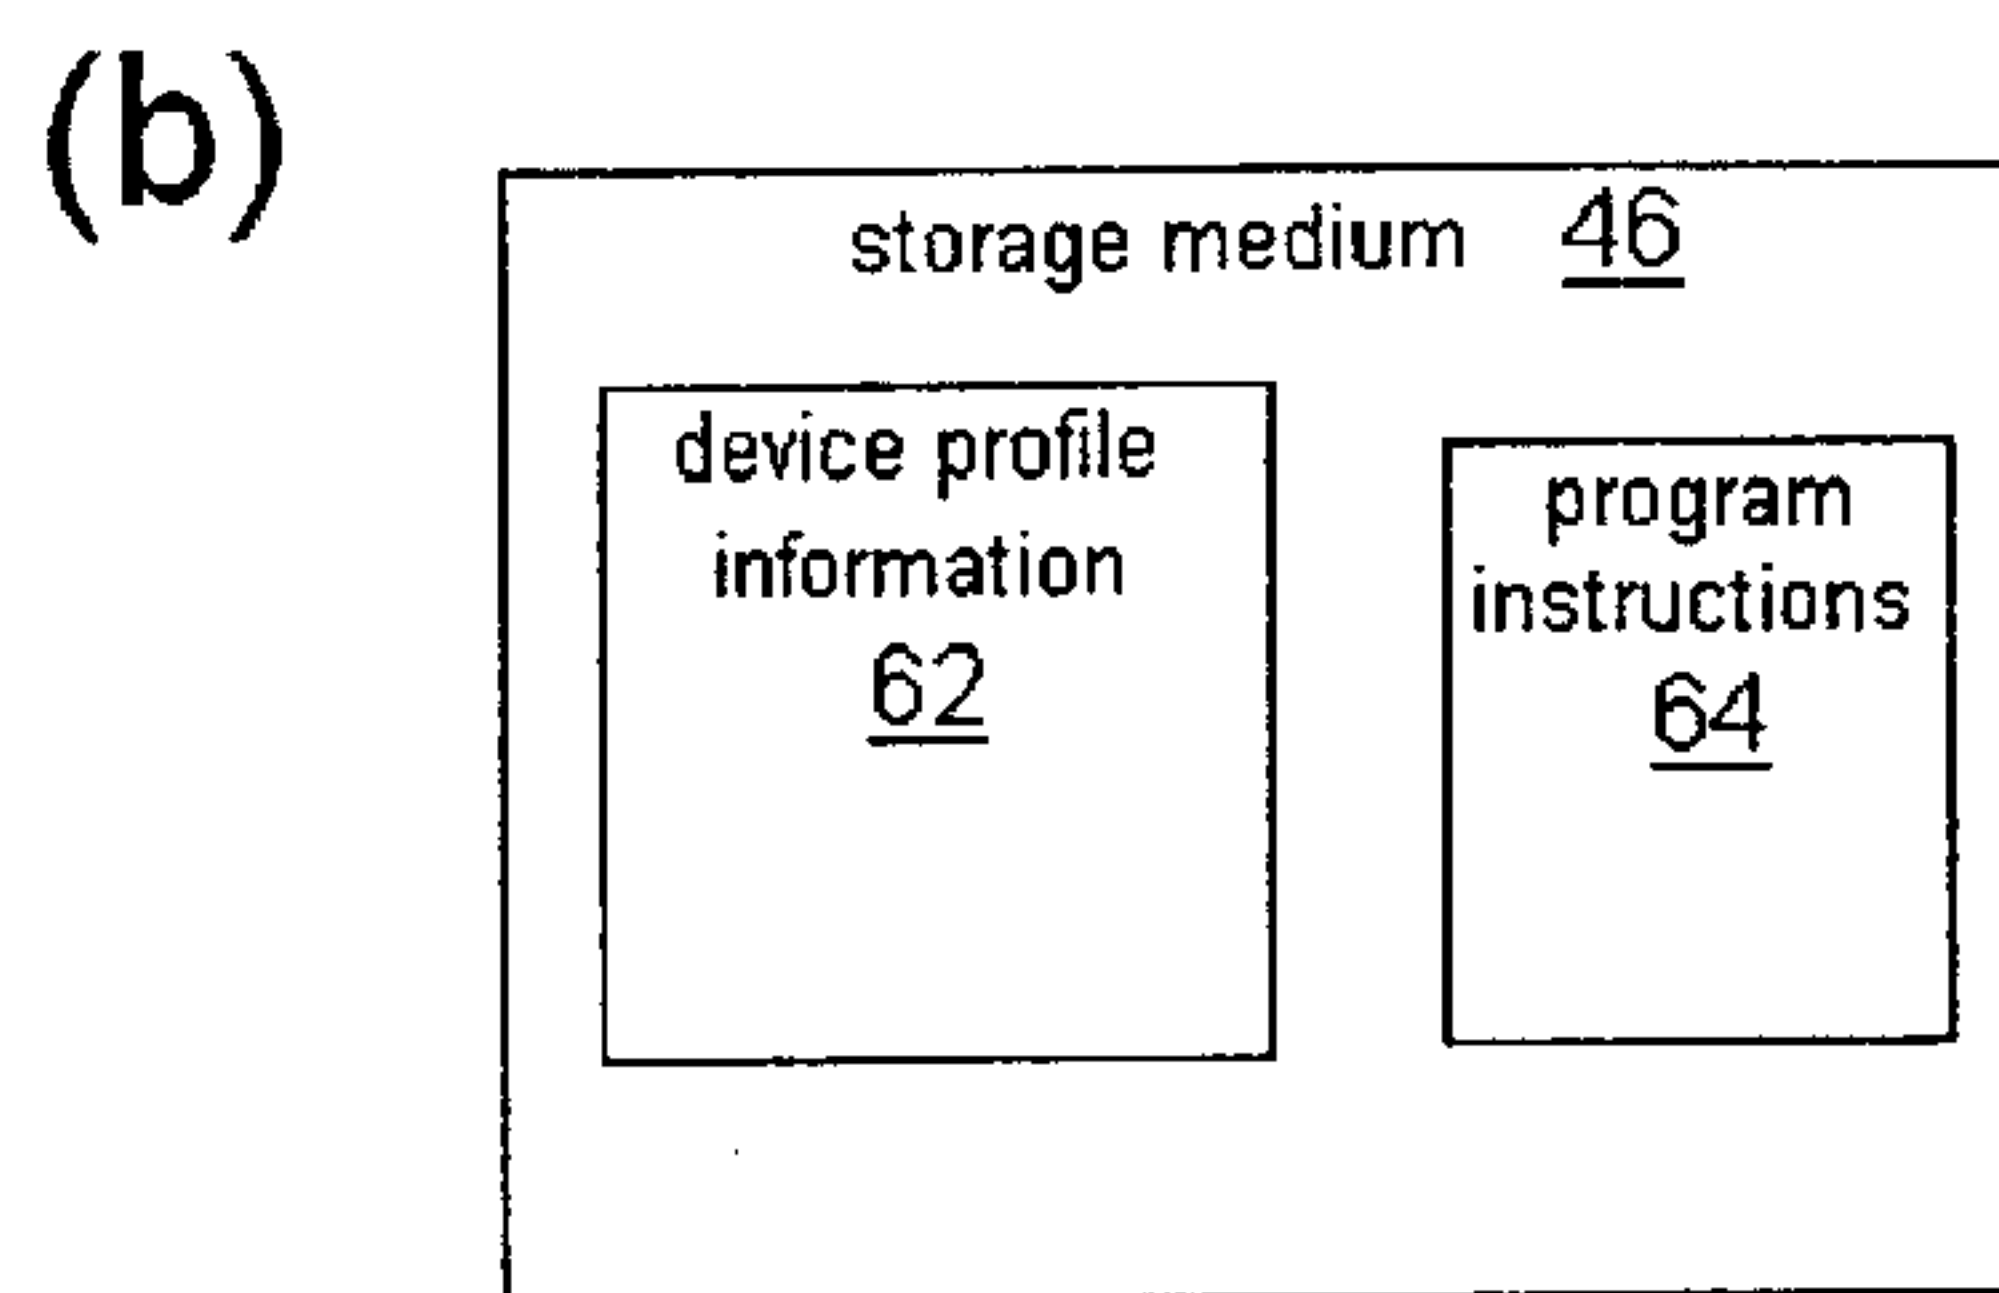 (b)
storage medium 46
device profile
information
62
program
instructions
64